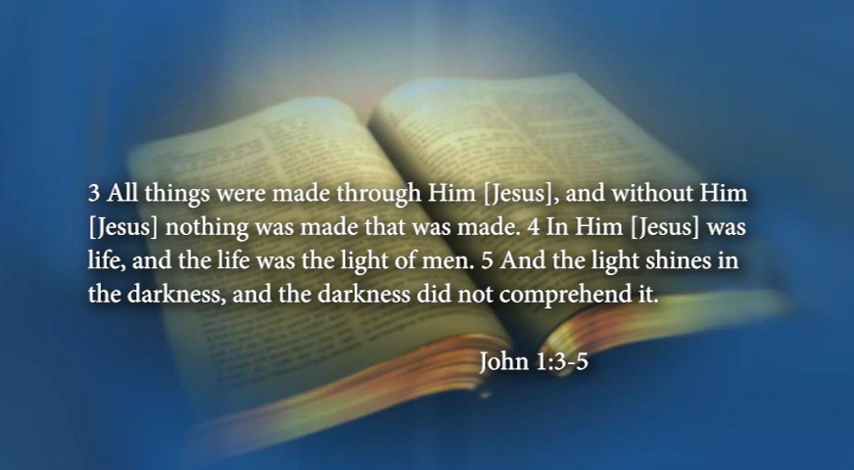 3 All things were made through Him [Jesus], and without Him
[Jesus] nothing was made that was made. 4 In Him [Jesus] was
life, and the life was the light of men. 5 And the light shines in
the darkness, and the darkness did not comprehend it.
John 1:3-5